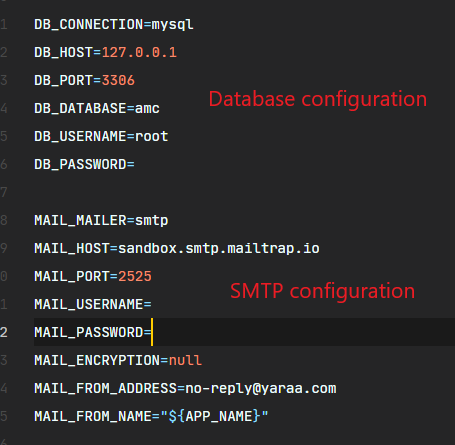 1 DB_CONNECTION=mysql
2 DB_HOST=127.0.0.1
3 DB_PORT=3306
Database configuration
4 DB_DATABASE=amc
5 DB_USERNAME=root
6 DB_PASSWORD=
7
8 MAIL_MAILER=smtp
9 MAIL_HOST=sandbox.smtp.mailtrap.io
0 MAIL_PORT=2525
SMTP configuration
1 MAIL_USERNAME=
2 MAIL_PASSWORD=
3 MAIL_ENCRYPTION=null
4 MAIL_FROM_ADDRESS=no-reply@yaraa.com
5 MAIL_FROM_NAME="${APP_NAME}"